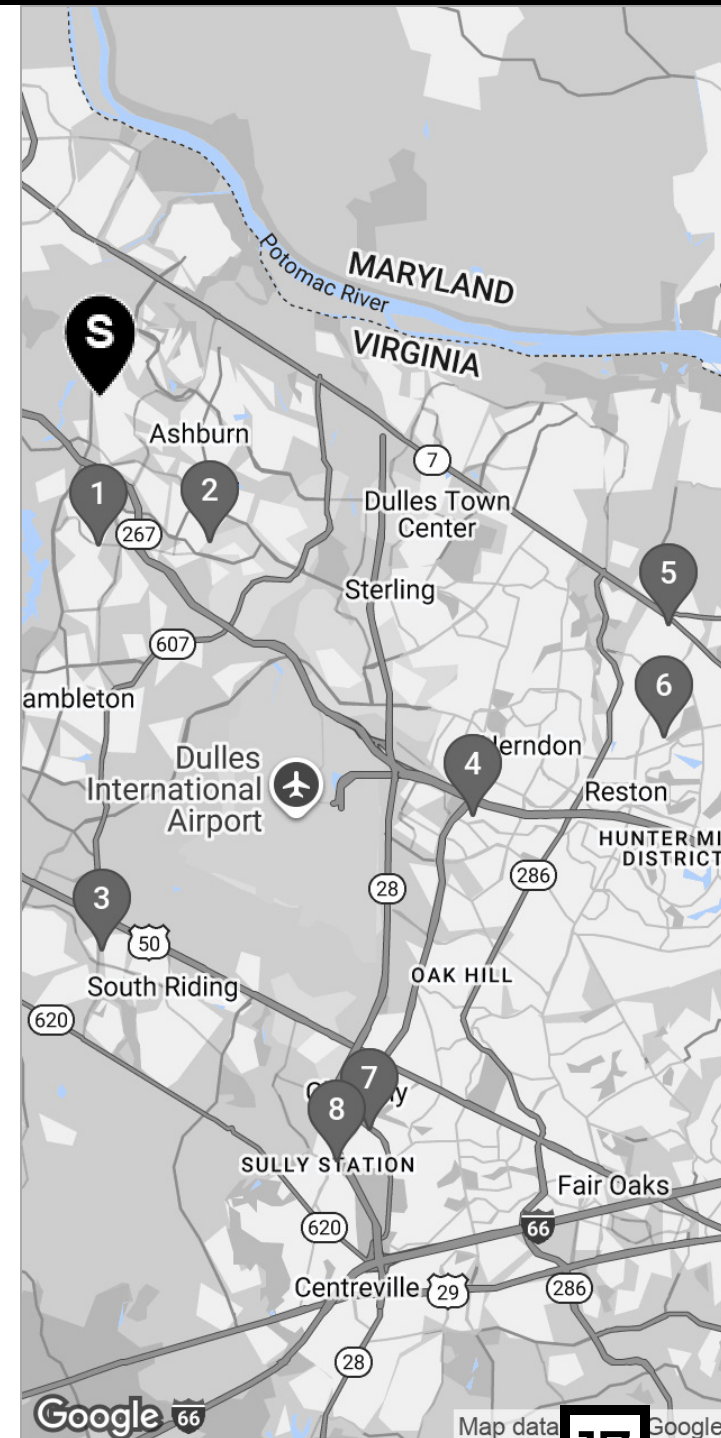 Potomac River
MARYLAND
VIRGINIA
S
Ashburn
7
1
2
Dulles Town
Center
267
5
Sterling
607
6
ambleton
erndon
Dulles
International
Airport
4
Reston
HUNTER MI
DISTRICT
286
28
3
50
OAK HILL
South Riding
620
7
8
SULLY STATION
Fair Oaks
620
66
Centreville
29
286
28
Google
66
Map data
Google